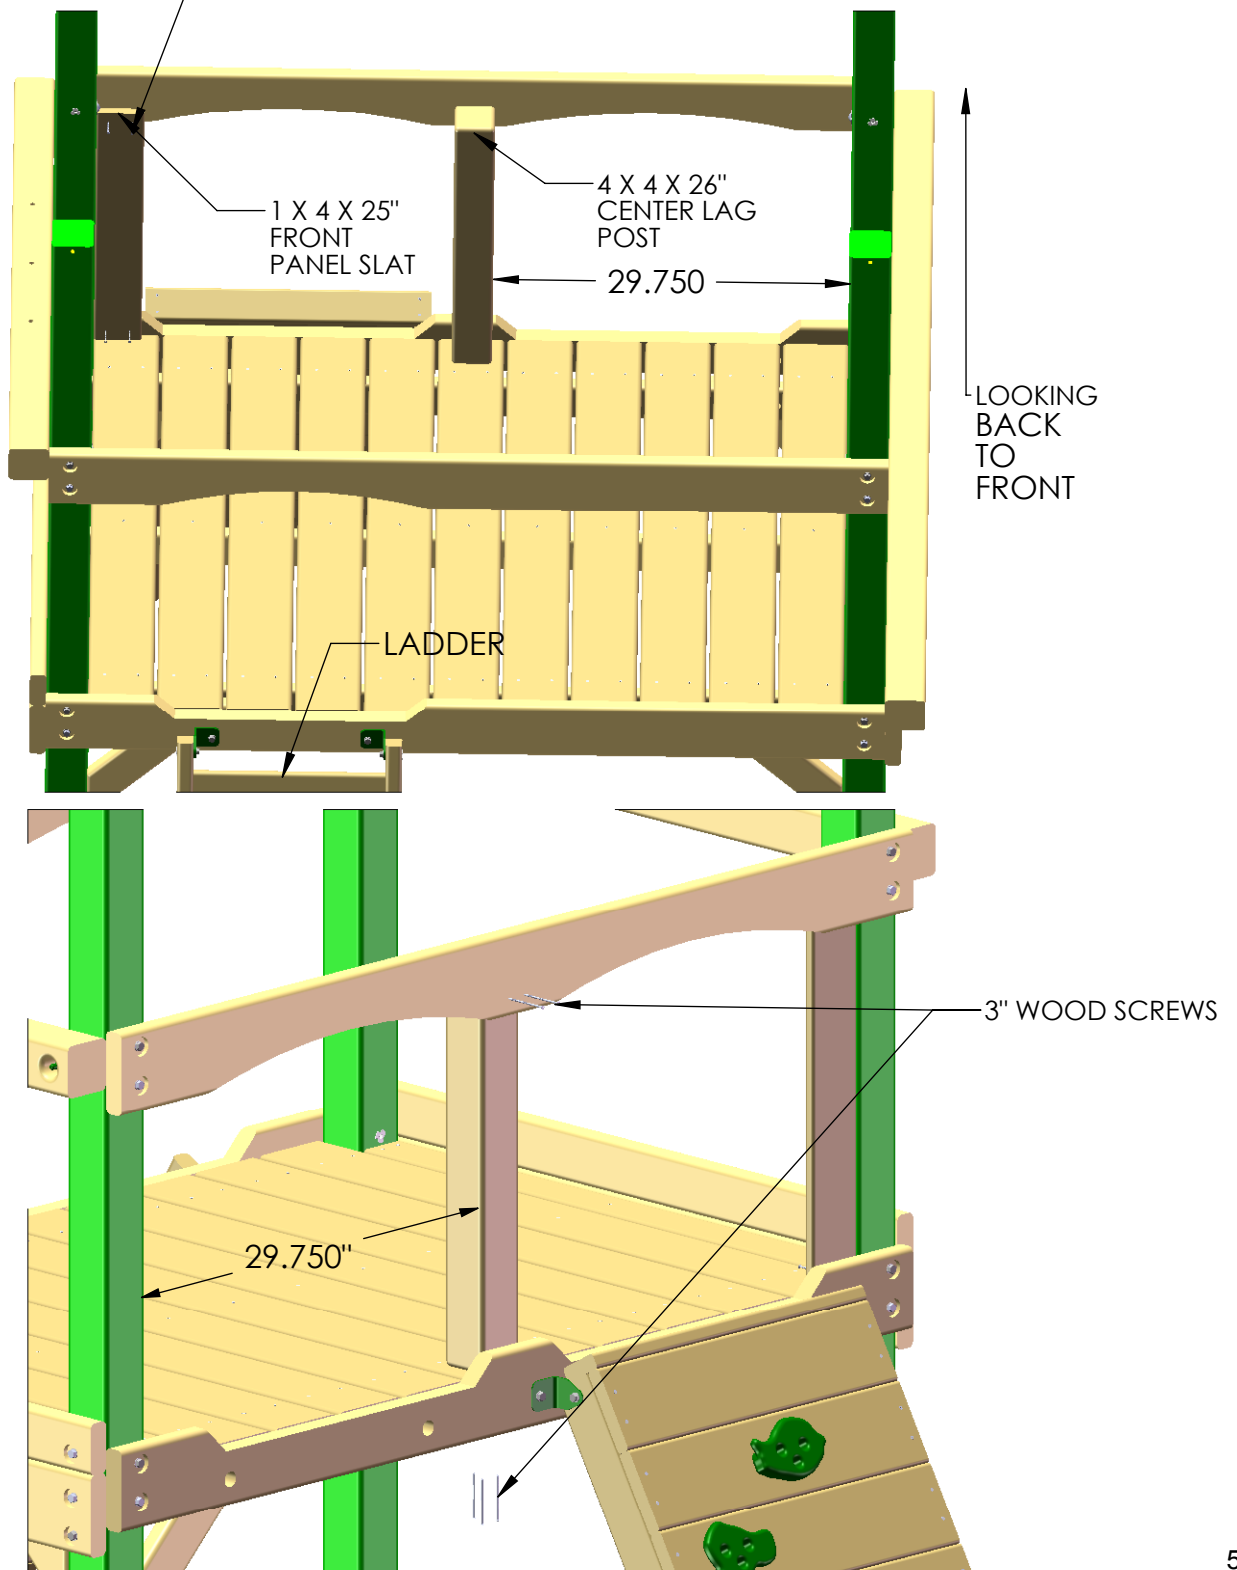 4 X 4 X 26"
CENTER LAG
POST
1 X 4 X 25"
FRONT
PANEL SLAT
29.750
LOOKING
BACK
TO
FRONT
LADDER
3" WOOD SCREWS
29.750"
5